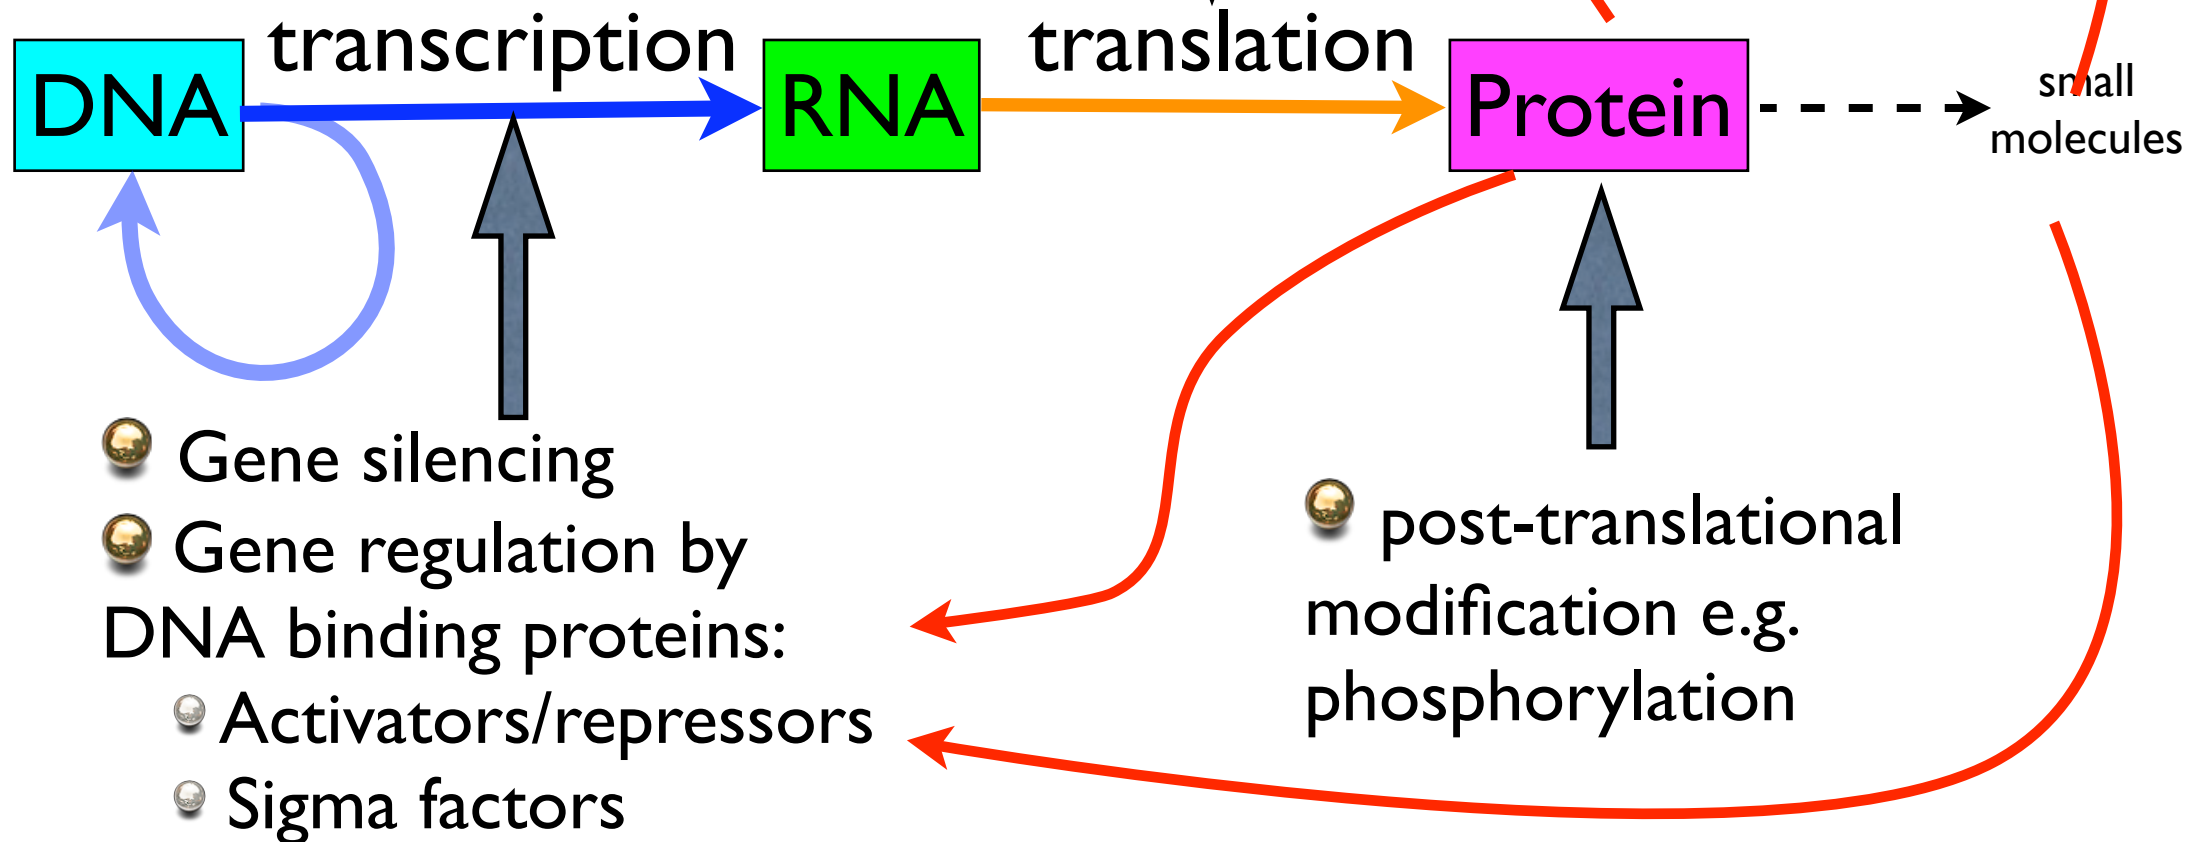 transcription
translation
DNA
RNA
Protein
small
molecules
Gene silencing
Gene regulation by
DNA binding proteins:
Activators/repressors
Sigma factors
post-translational
modification e.g.
phosphorylation